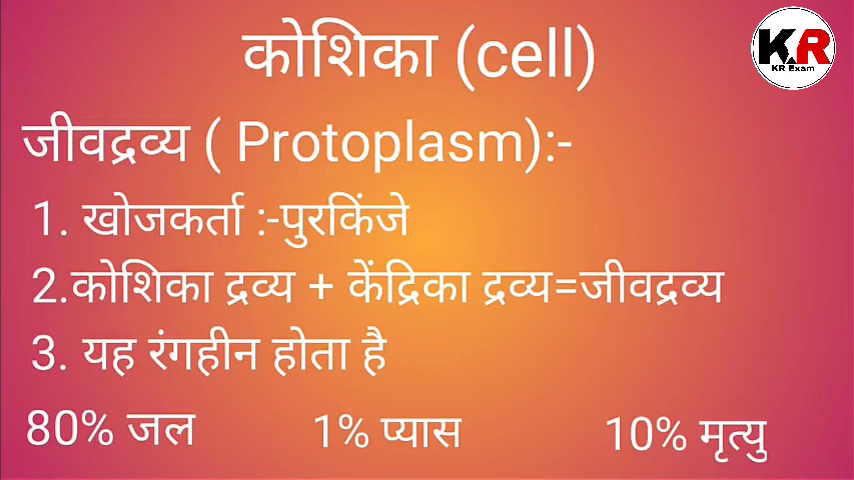 कोशिका (cell)
KR
KR Exam
जीवद्रव्य ( Protoplasm):-
1. खोजकर्ता :-पुरकिंजे
2.कोशिका द्रव्य + केंद्रिका द्रव्य=जीवद्रव्य
3. यह रंगहीन होता है
80% जल 1% प्यास 10% मृत्यु